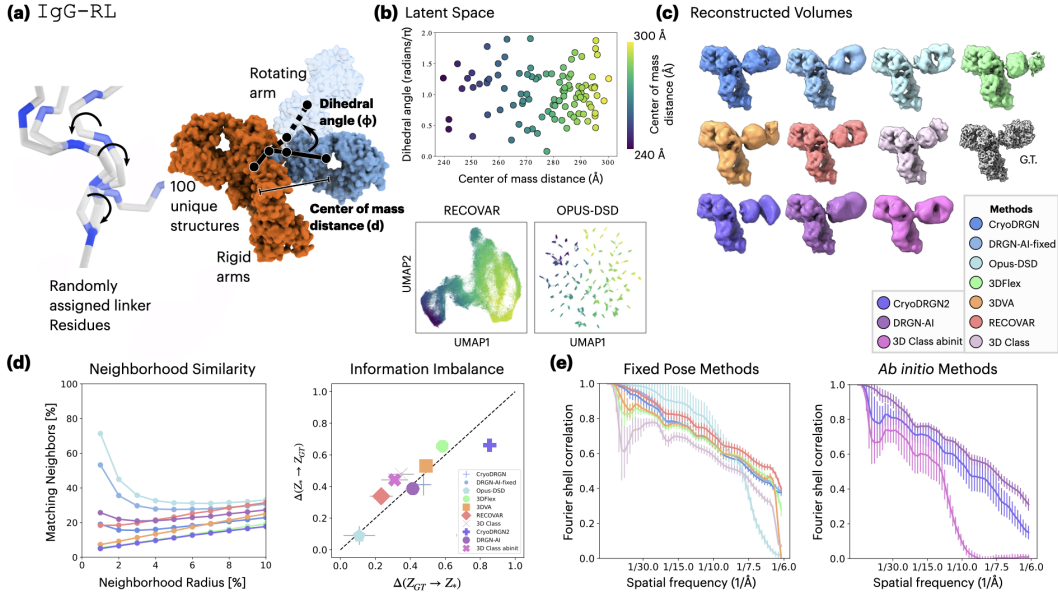 (a) IgG-RL
Rotating
arm
Dihedral
angle (ϕ)
100
unique
structures
Center of mass
distance (d)
Rigid
arms
Randomly
assigned linker
Residues
(b) Latent Space
Dihedral angle (radians/π)
2.0
1.5
1.0
0.5
0.0
240 250 260 270 280 290 300
Center of mass distance (Å)
300 Å
Center of mass
distance (Å)
240 Å
RECOVAR OPUS-DSD
UMAP2
UMAP1 UMAP1
(c) Reconstructed Volumes
G.T.
Methods
CryoDRGN
DRGN-AI-fixed
Opus-DSD
3DFlex
3DVA
RECOVAR
3D Class
CryoDRGN2
DRGN-AI
3D Class abinit
(d) Neighborhood Similarity
Matching Neighbors [%]
100
80
60
40
20
0
0 2 4 6 8 10
Neighborhood Radius [%]
Information Imbalance
Δ(Z* → Z_GT)
1.0
0.8
0.6
0.4
0.2
0.0
0.0 0.2 0.4 0.6 0.8 1.0
Δ(Z_GT → Z*)
CryoDRGN
DRGN-AI-fixed
Opus-DSD
3DFlex
3DVA
RECOVAR
3D Class
CryoDRGN2
DRGN-AI
3D Class abinit
(e) Fixed Pose Methods
Fourier shell correlation
1.0
0.8
0.6
0.4
0.2
0.0
1/30.0 1/15.0 1/10.0 1/7.5 1/6.0
Spatial frequency (1/Å)
Ab initio Methods
Fourier shell correlation
1.0
0.8
0.6
0.4
0.2
0.0
1/30.0 1/15.0 1/10.0 1/7.5 1/6.0
Spatial frequency (1/Å)